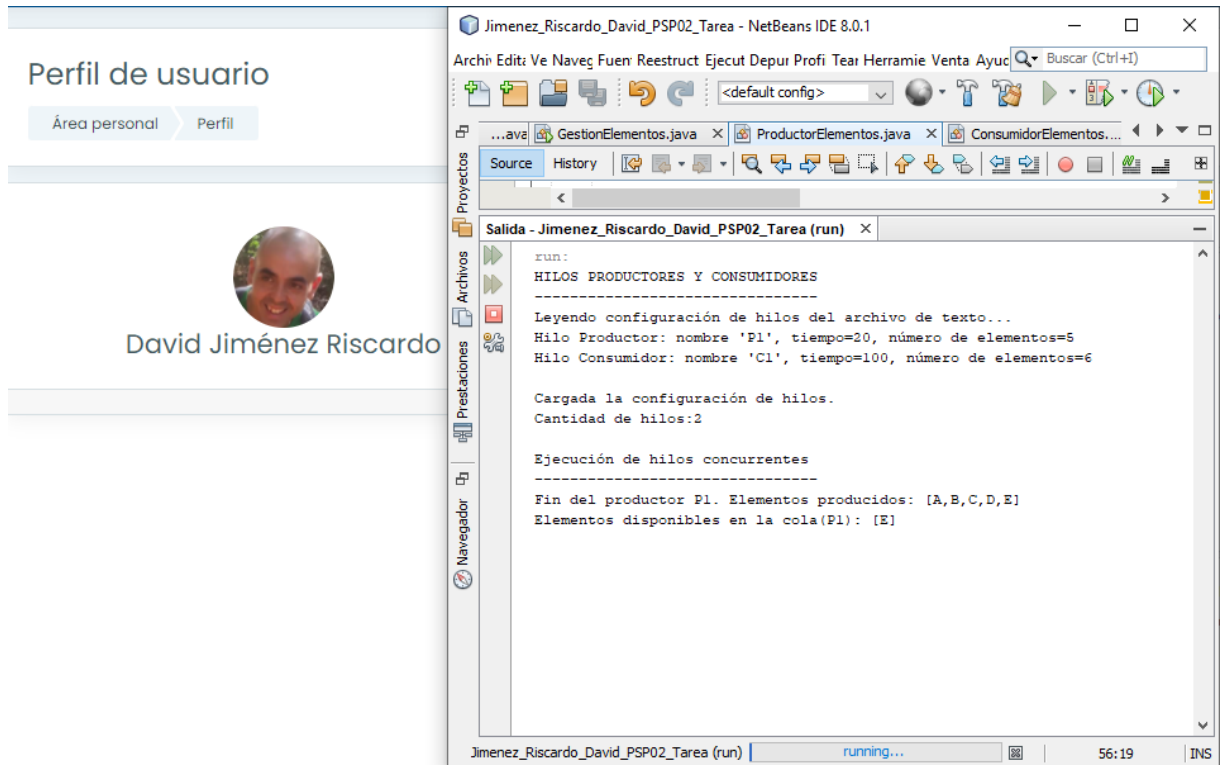 Perfil de usuario
Área personal Perfil
David Jiménez Riscardo
Jimenez_Riscardo_David_PSP02_Tarea - NetBeans IDE 8.0.1
Archi Edita Ve Naveg Fuen Reestruct Ejecut Depur Profi Tear Herramie Venta Ayuc Buscar (Ctrl+I)
<default config>
...ava GestionElementos.java ProductorElementos.java ConsumidorElementos....
Source History
Proyectos
Archivos
Prestaciones
Navegador
Salida - Jimenez_Riscardo_David_PSP02_Tarea (run)
run:
HILOS PRODUCTORES Y CONSUMIDORES
--------------------------------
Leyendo configuración de hilos del archivo de texto...
Hilo Productor: nombre 'P1', tiempo=20, número de elementos=5
Hilo Consumidor: nombre 'C1', tiempo=100, número de elementos=6
Cargada la configuración de hilos.
Cantidad de hilos:2
Ejecución de hilos concurrentes
--------------------------------
Fin del productor P1. Elementos producidos: [A,B,C,D,E]
Elementos disponibles en la cola(P1): [E]
Jimenez_Riscardo_David_PSP02_Tarea (run) running... 56:19 INS